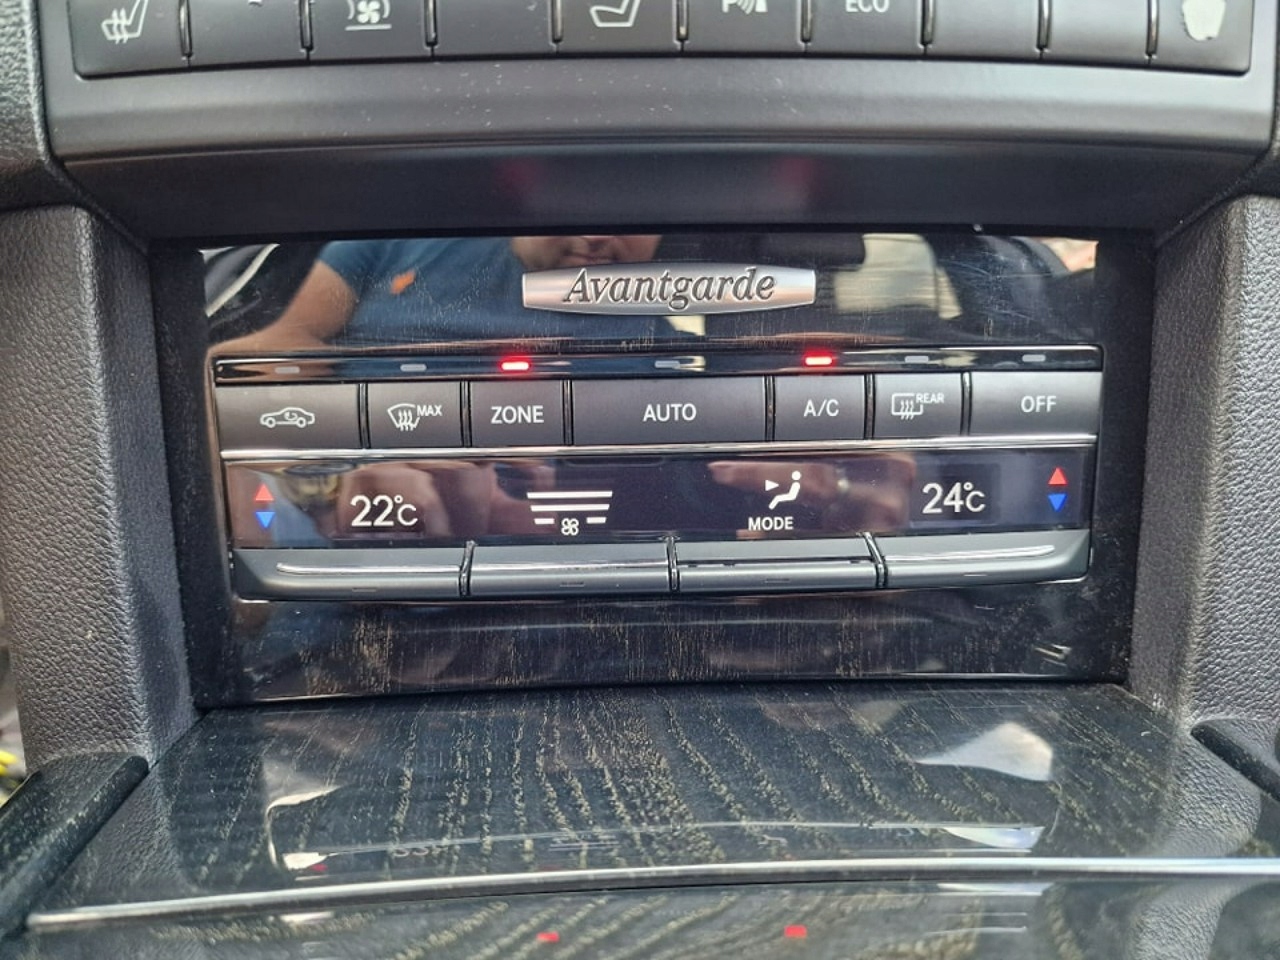 ECO
Avantgarde
MAX
ZONE
AUTO
A/C
REAR
OFF
22°C
MODE
24°C